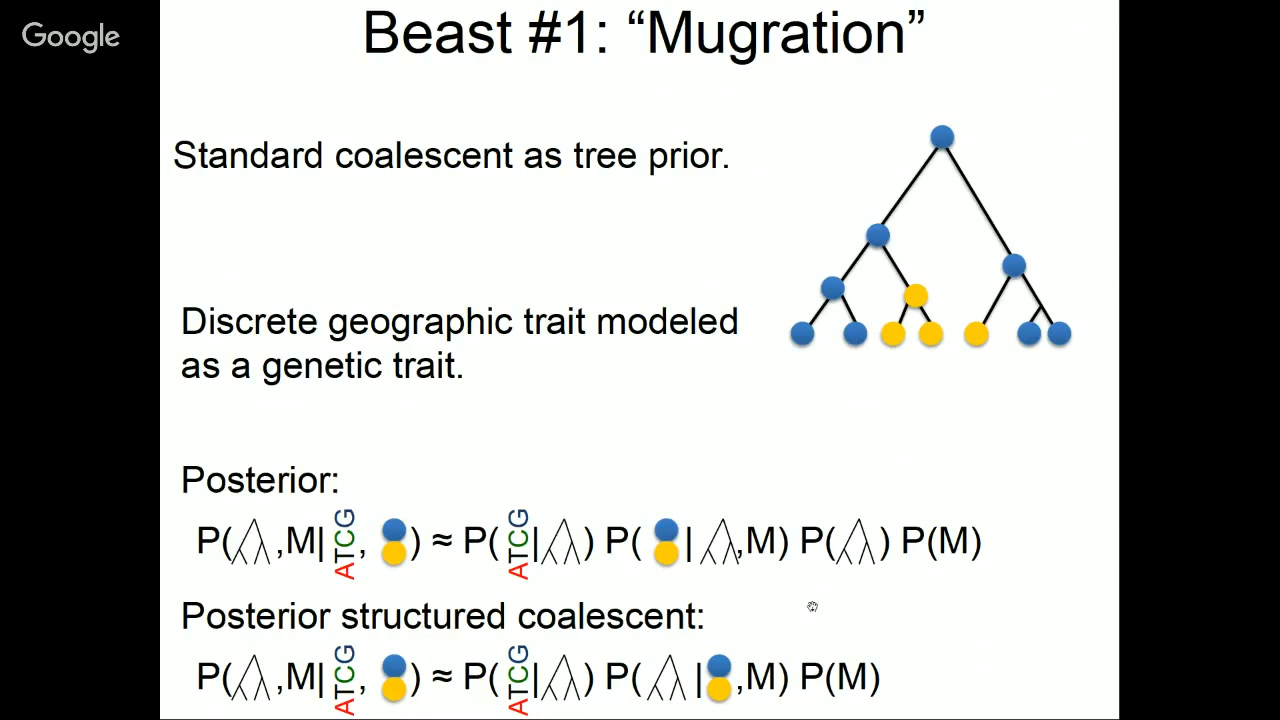 Google
Beast #1: “Mugration”
Standard coalescent as tree prior.
Discrete geographic trait modeled
as a genetic trait.
Posterior:
P( ,M| ATCG, ) ≈ P( ATCG| ) P( | ,M) P( ) P(M)
Posterior structured coalescent:
P( ,M| ATCG, ) ≈ P( ATCG| ) P( | ,M) P(M)